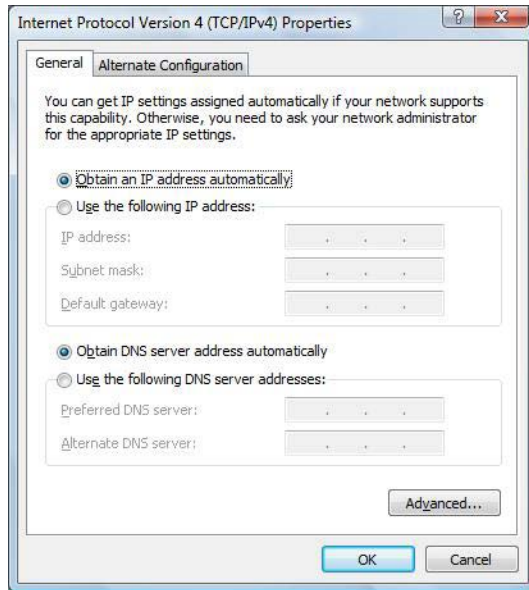 Internet Protocol Version 4 (TCP/IPv4) Properties
General
Alternate Configuration
You can get IP settings assigned automatically if your network supports
this capability. Otherwise, you need to ask your network administrator
for the appropriate IP settings.
Obtain an IP address automatically
Use the following IP address:
IP address:
Subnet mask:
Default gateway:
Obtain DNS server address automatically
Use the following DNS server addresses:
Preferred DNS server:
Alternate DNS server:
Advanced...
OK
Cancel